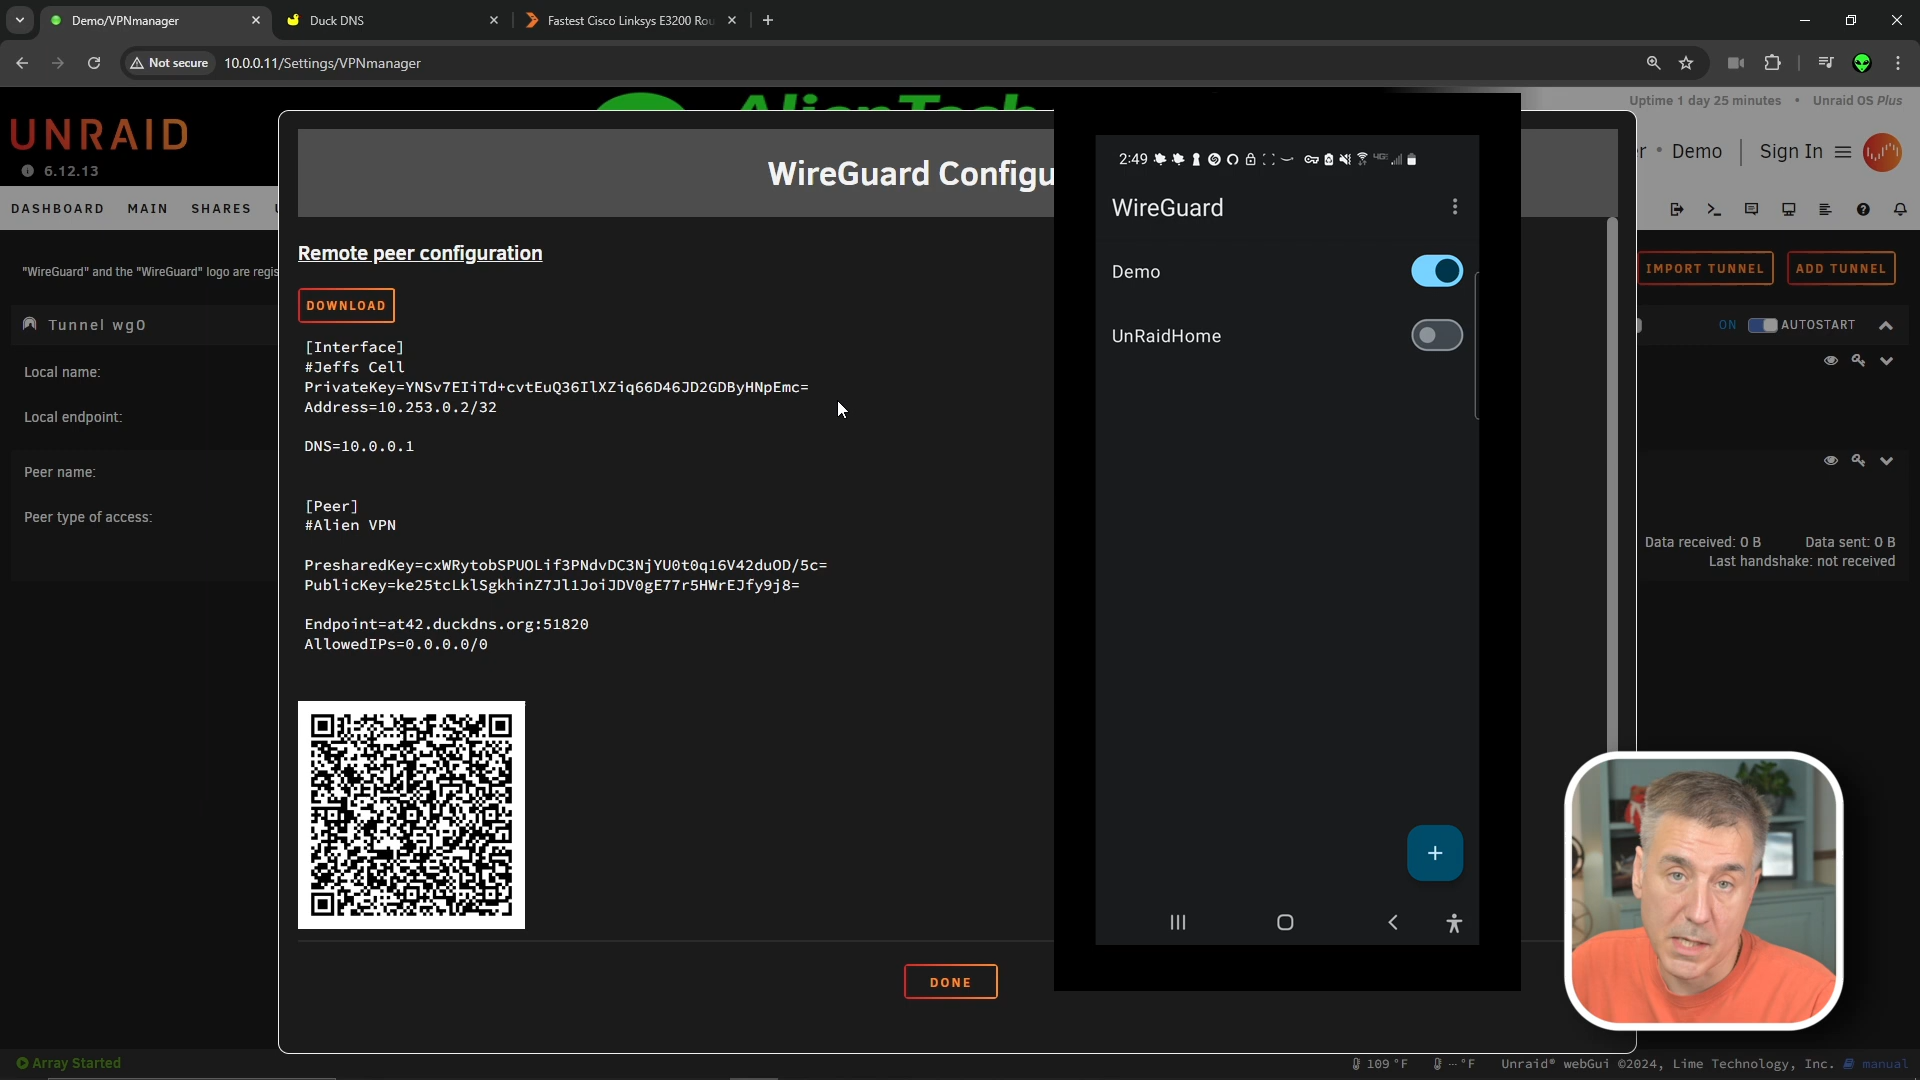 Demo/VPNmanager
Duck DNS
Fastest Cisco Linksys E3200 Rou
Not secure
10.0.0.11/Settings/VPNmanager
Uptime 1 day 25 minutes • Unraid OS Plus
AlienTech
UNRAID
6.12.13
r • Demo
Sign In
DASHBOARD MAIN SHARES
WireGuard Configu
"WireGuard" and the "WireGuard" logo are regis
IMPORT TUNNEL
ADD TUNNEL
Tunnel wg0
ON
AUTOSTART
Local name:
Local endpoint:
Peer name:
Peer type of access:
Data received: 0 B
Data sent: 0 B
Last handshake: not received
Remote peer configuration
DOWNLOAD
[Interface]
#Jeffs Cell
PrivateKey=YNSv7EIiTd+cvtEuQ36IlXZiq66D46JD2GDByHNpEmc=
Address=10.253.0.2/32
DNS=10.0.0.1
[Peer]
#Alien VPN
PresharedKey=cxWRytobSPUOLif3PNdvDC3NjYU0t0q16V42duOD/5c=
PublicKey=ke25tcLklSgkhinZ7Jl1JoiJDV0gE77r5HWrEJfy9j8=
Endpoint=at42.duckdns.org:51820
AllowedIPs=0.0.0.0/0
DONE
2:49
WireGuard
Demo
UnRaidHome
+
Array Started
109 °F
-- °F
Unraid® webGui ©2024, Lime Technology, Inc.
manual